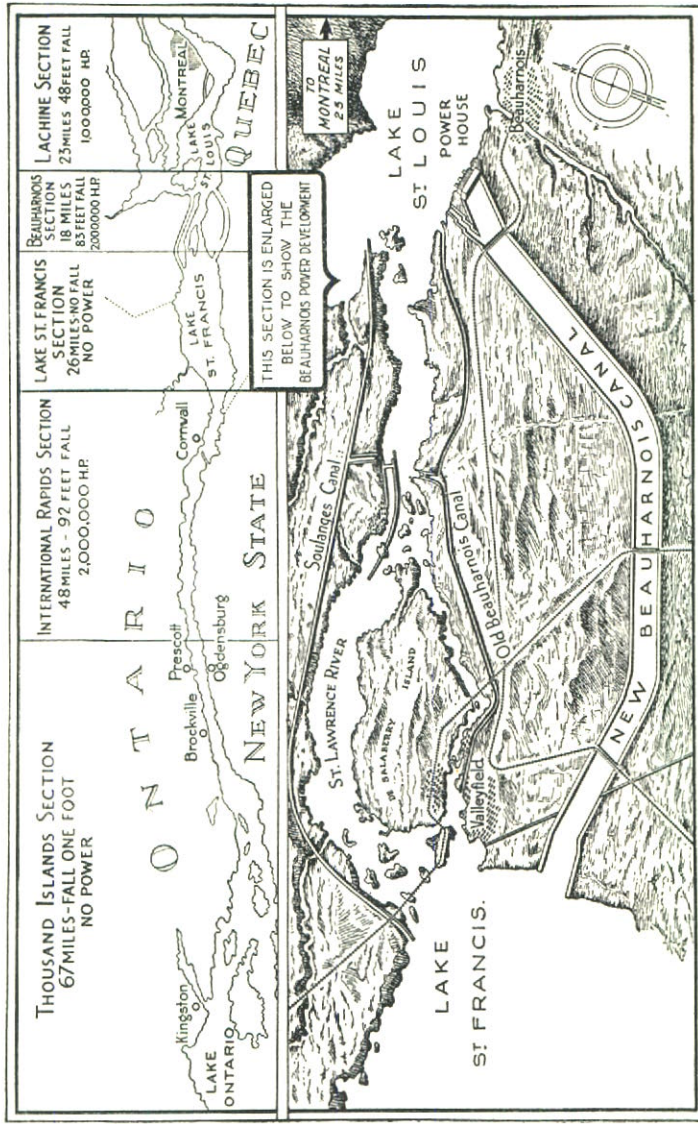 THOUSAND ISLANDS SECTION
67 MILES-FALL ONE FOOT
NO POWER
INTERNATIONAL RAPIDS SECTION
48 MILES - 92 FEET FALL
2,000,000 H.P.
LAKE ST. FRANCIS
SECTION
26 MILES-NO FALL
NO POWER
BEAUHARNOIS
SECTION
18 MILES
83 FEET FALL
2,000,000 H.P.
LACHINE SECTION
23 MILES 48 FEET FALL
1,000,000 H.P.
ONTARIO
Kingston
LAKE
ONTARIO
Brockville
Prescott
Ogdensburg
NEW YORK STATE
Cornwall
LAKE
ST. FRANCIS
LAKE
ST. LOUIS
MONTREAL
QUEBEC
THIS SECTION IS ENLARGED
BELOW TO SHOW THE
BEAUHARNOIS POWER DEVELOPMENT
TO
MONTREAL
25 MILES
Soulanges Canal
ST. LAWRENCE RIVER
DE SALABERRY
ISLAND
LAKE
ST. LOUIS
POWER
HOUSE
Beauharnois
Old Beauharnois Canal
Valleyfield
LAKE
ST. FRANCIS.
NEW BEAUHARNOIS CANAL